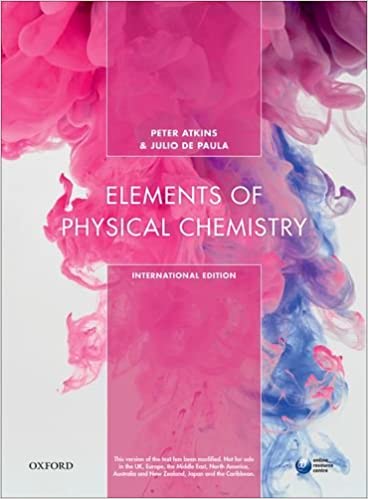 PETER ATKINS
& JULIO DE PAULA
ELEMENTS OF
PHYSICAL CHEMISTRY
INTERNATIONAL EDITION
This version of the text has been modified. Not for sale
in the UK, Europe, the Middle East, North America,
Australia and New Zealand, Japan and the Caribbean.
OXFORD
online
resource
centre